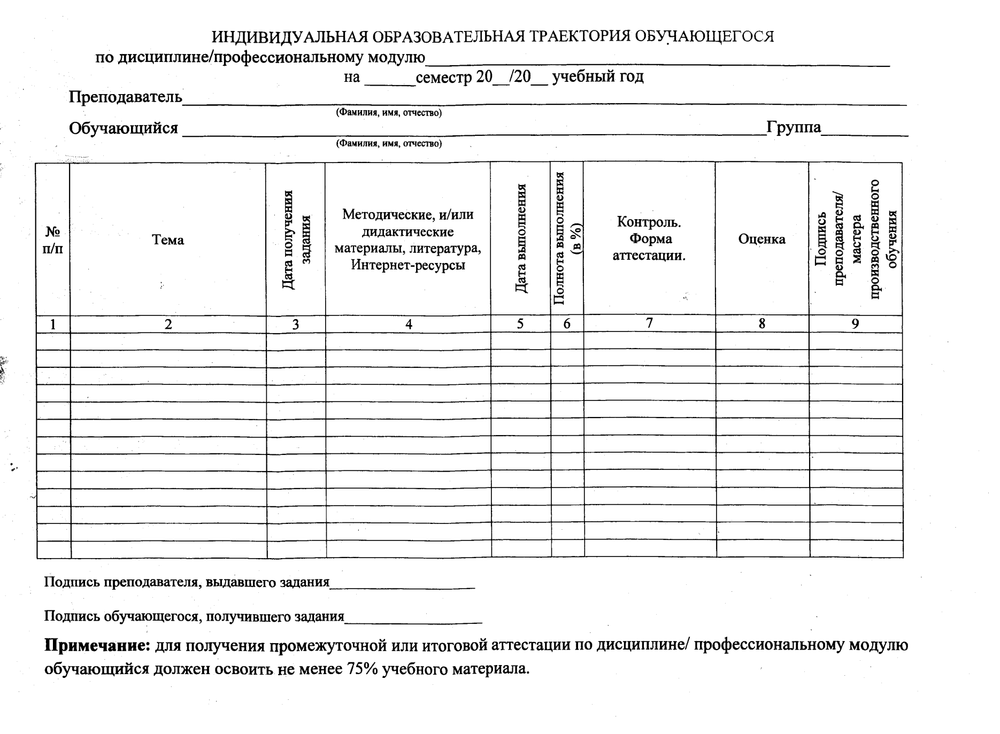 ИНДИВИДУАЛЬНАЯ ОБРАЗОВАТЕЛЬНАЯ ТРАЕКТОРИЯ ОБУЧАЮЩЕГОСЯ
по дисциплине/профессиональному модулю____________________
на ______семестр 20__/20__ учебный год
Преподаватель____________________
(Фамилия, имя, отчество)
Обучающийся ____________________Группа__________
(Фамилия, имя, отчество)
№
п/п
Тема
Дата получения
задания
Методические, и/или
дидактические
материалы, литература,
Интернет-ресурсы
Дата выполнения
Полнота выполнения
(в %)
Контроль.
Форма
аттестации.
Оценка
Подпись
преподавателя/
мастера
производственного
обучения
1 2 3 4 5 6 7 8 9
Подпись преподавателя, выдавшего задания_________________
Подпись обучающегося, получившего задания________________
Примечание: для получения промежуточной или итоговой аттестации по дисциплине/ профессиональному модулю
обучающийся должен освоить не менее 75% учебного материала.